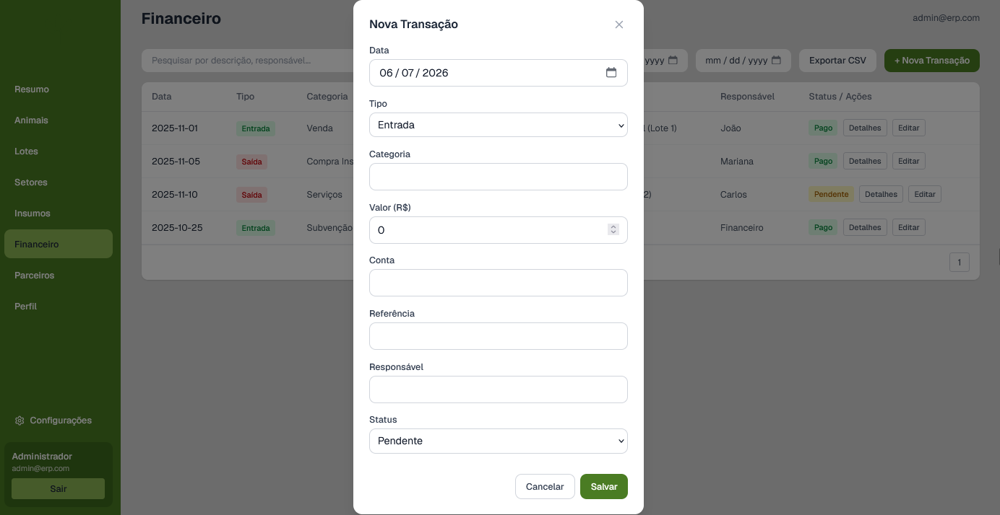 Financeiro
admin@erp.com
Pesquisar por descrição, responsável...
yyyy
mm / dd / yyyy
Exportar CSV
+ Nova Transação
Resumo
Animais
Lotes
Setores
Insumos
Financeiro
Parceiros
Perfil
Configurações
Administrador
admin@erp.com
Sair
Data Tipo Categoria Responsável Status / Ações
2025-11-01 Entrada Venda l (Lote 1) João Pago Detalhes Editar
2025-11-05 Saída Compra Ins Mariana Pago Detalhes Editar
2025-11-10 Saída Serviços 2) Carlos Pendente Detalhes Editar
2025-10-25 Entrada Subvenção Financeiro Pago Detalhes Editar
1
Nova Transação
Data
06 / 07 / 2026
Tipo
Entrada
Categoria
Valor (R$)
0
Conta
Referência
Responsável
Status
Pendente
Cancelar
Salvar